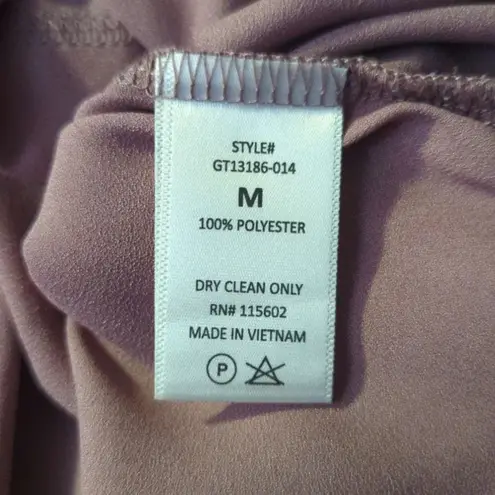 STYLE#
GT13186-014
M
100% POLYESTER
DRY CLEAN ONLY
RN# 115602
MADE IN VIETNAM
P